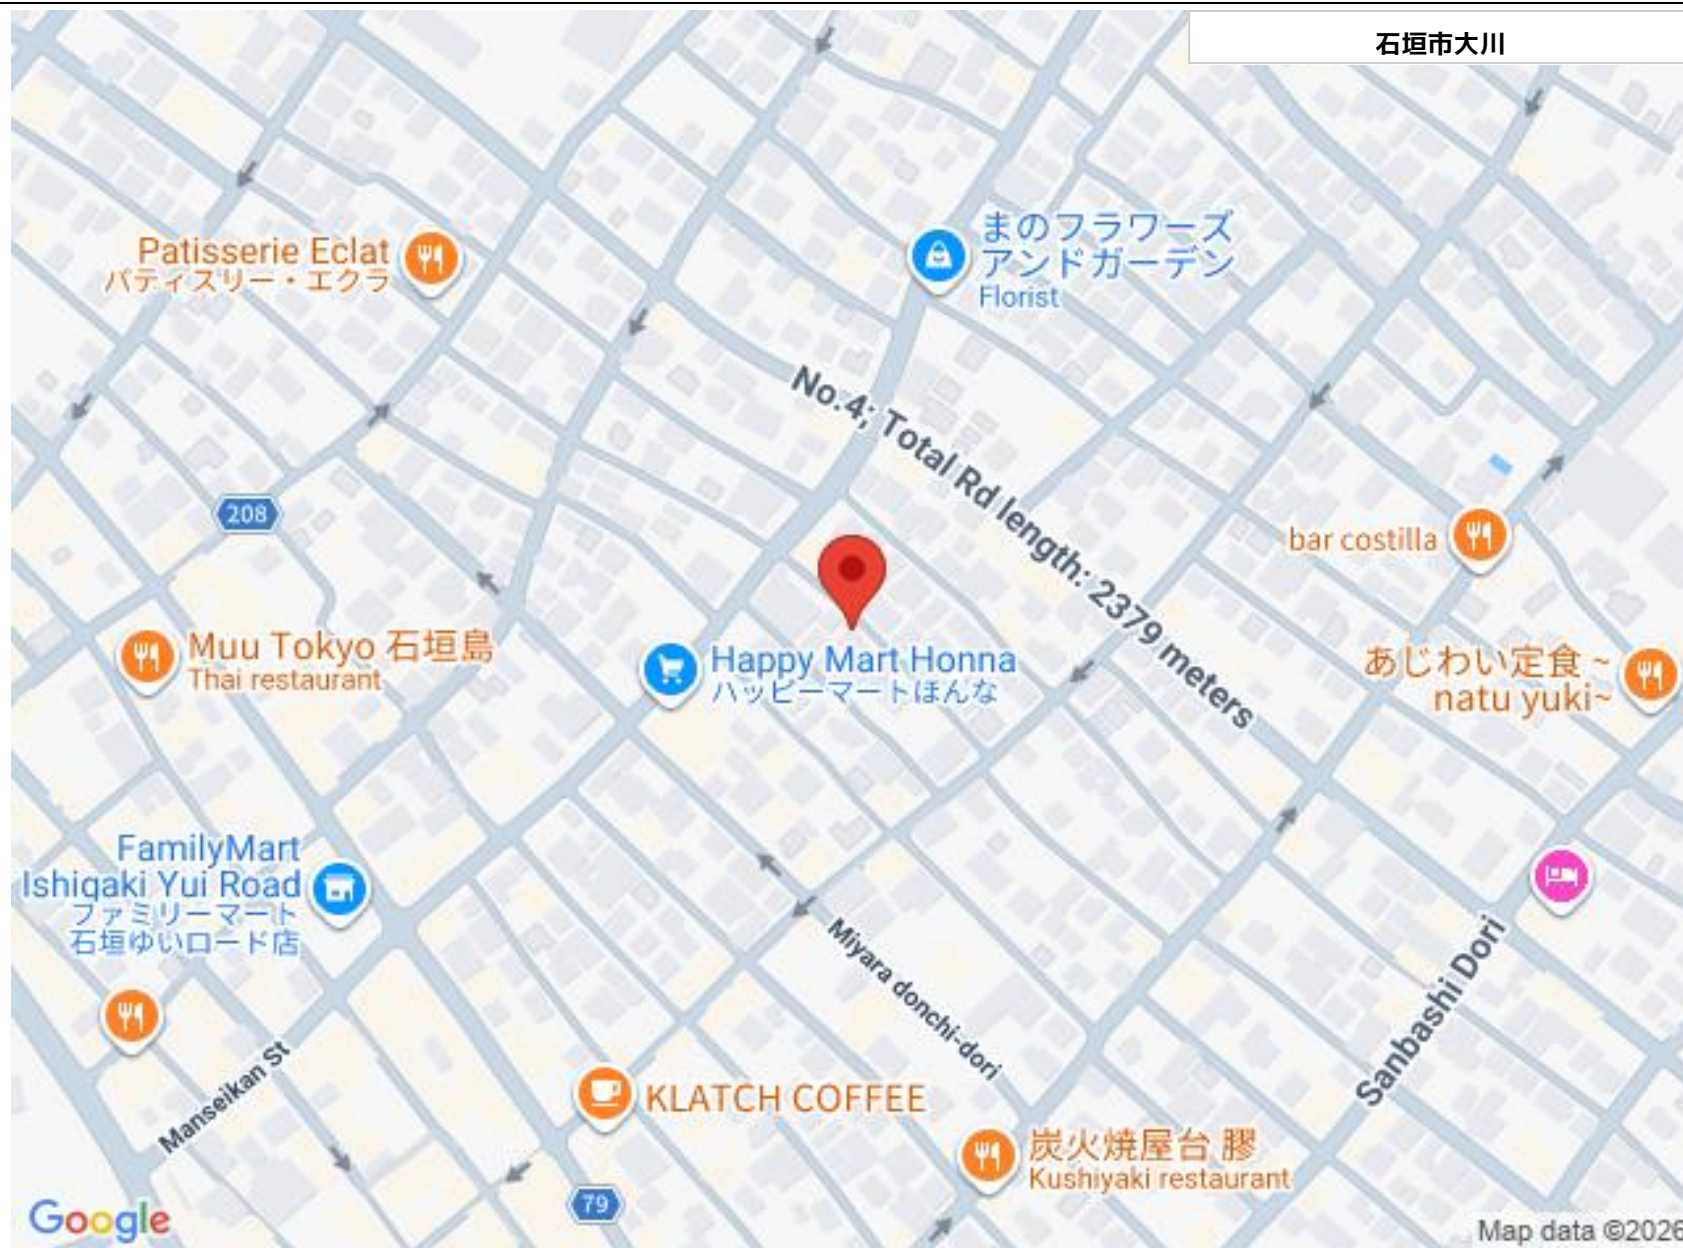 石垣市大川
まのフラワーズ
アンドガーデン
Florist
Patisserie Eclat
パティスリー・エクラ
No.4; Total Rd length: 2379 meters
208
bar costilla
Muu Tokyo 石垣島
Thai restaurant
Happy Mart Honna
ハッピーマートほんな
あじわい定食 ~
natu yuki~
FamilyMart
Ishigaki Yui Road
ファミリーマート
石垣ゆいロード店
Miyara donchi-dori
Sanbashi Dori
Manseikan St
KLATCH COFFEE
炭火焼屋台 膠
Kushiyaki restaurant
79
Google
Map data ©2026